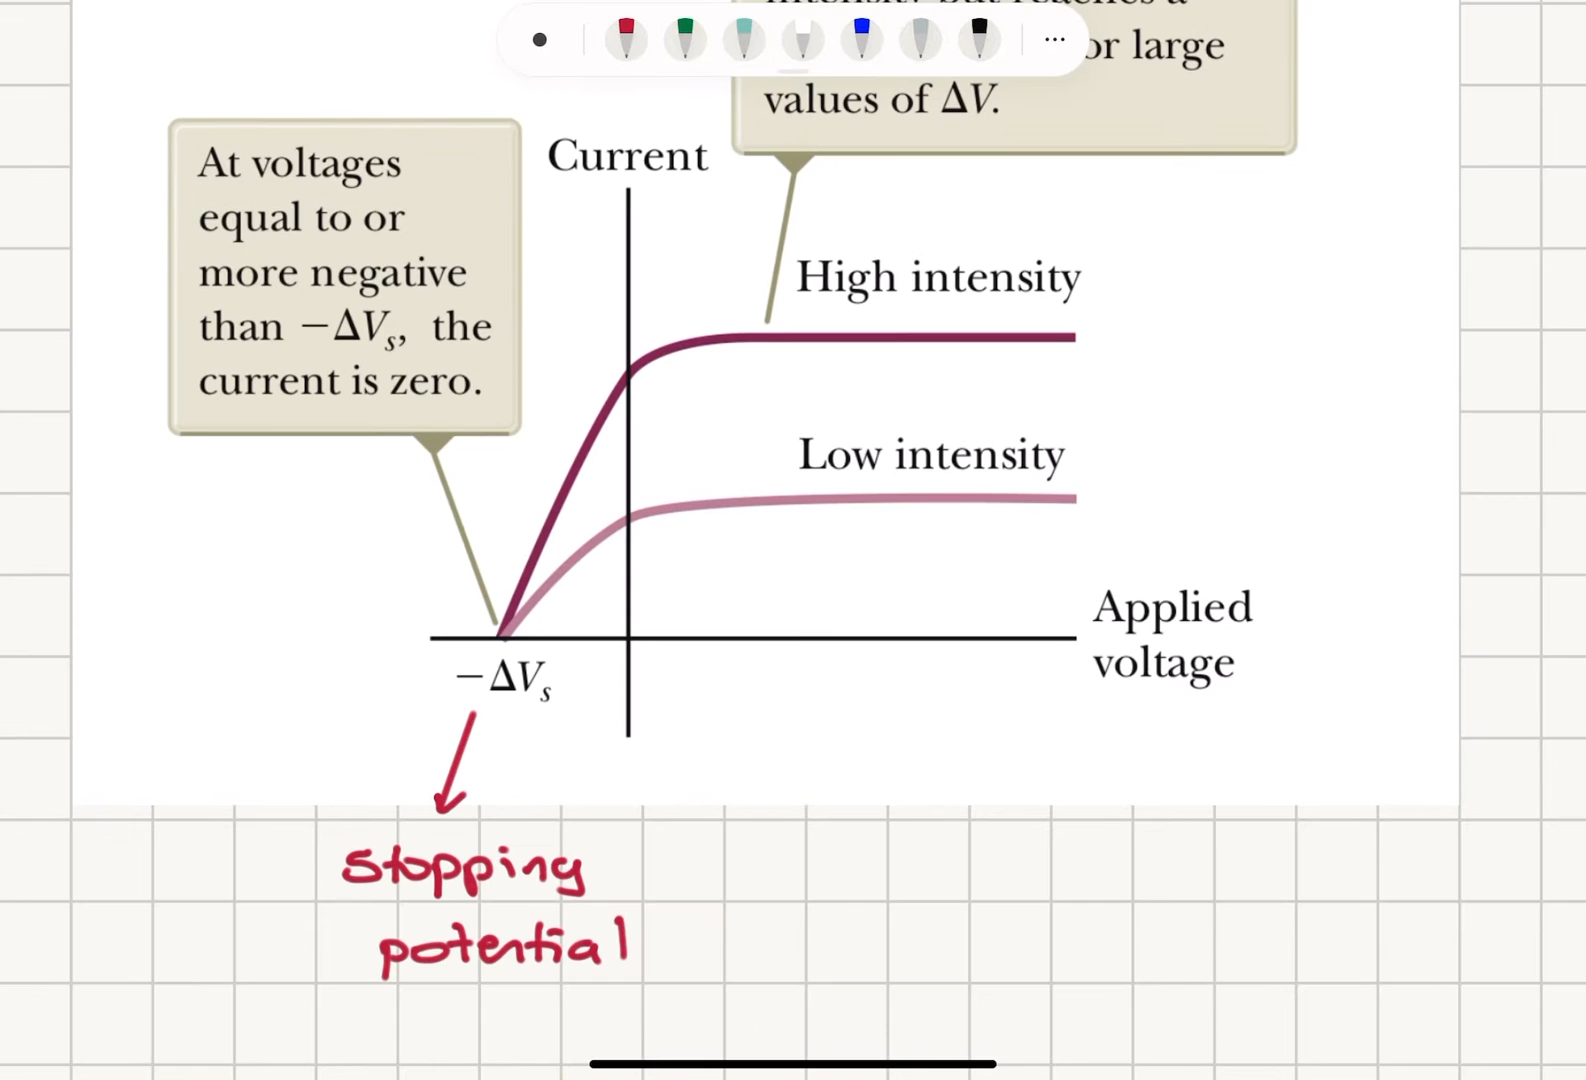 or large
values of ΔV.
At voltages
equal to or
more negative
than −ΔVs, the
current is zero.
Current
High intensity
Low intensity
Applied
voltage
−ΔVs
stopping
potential